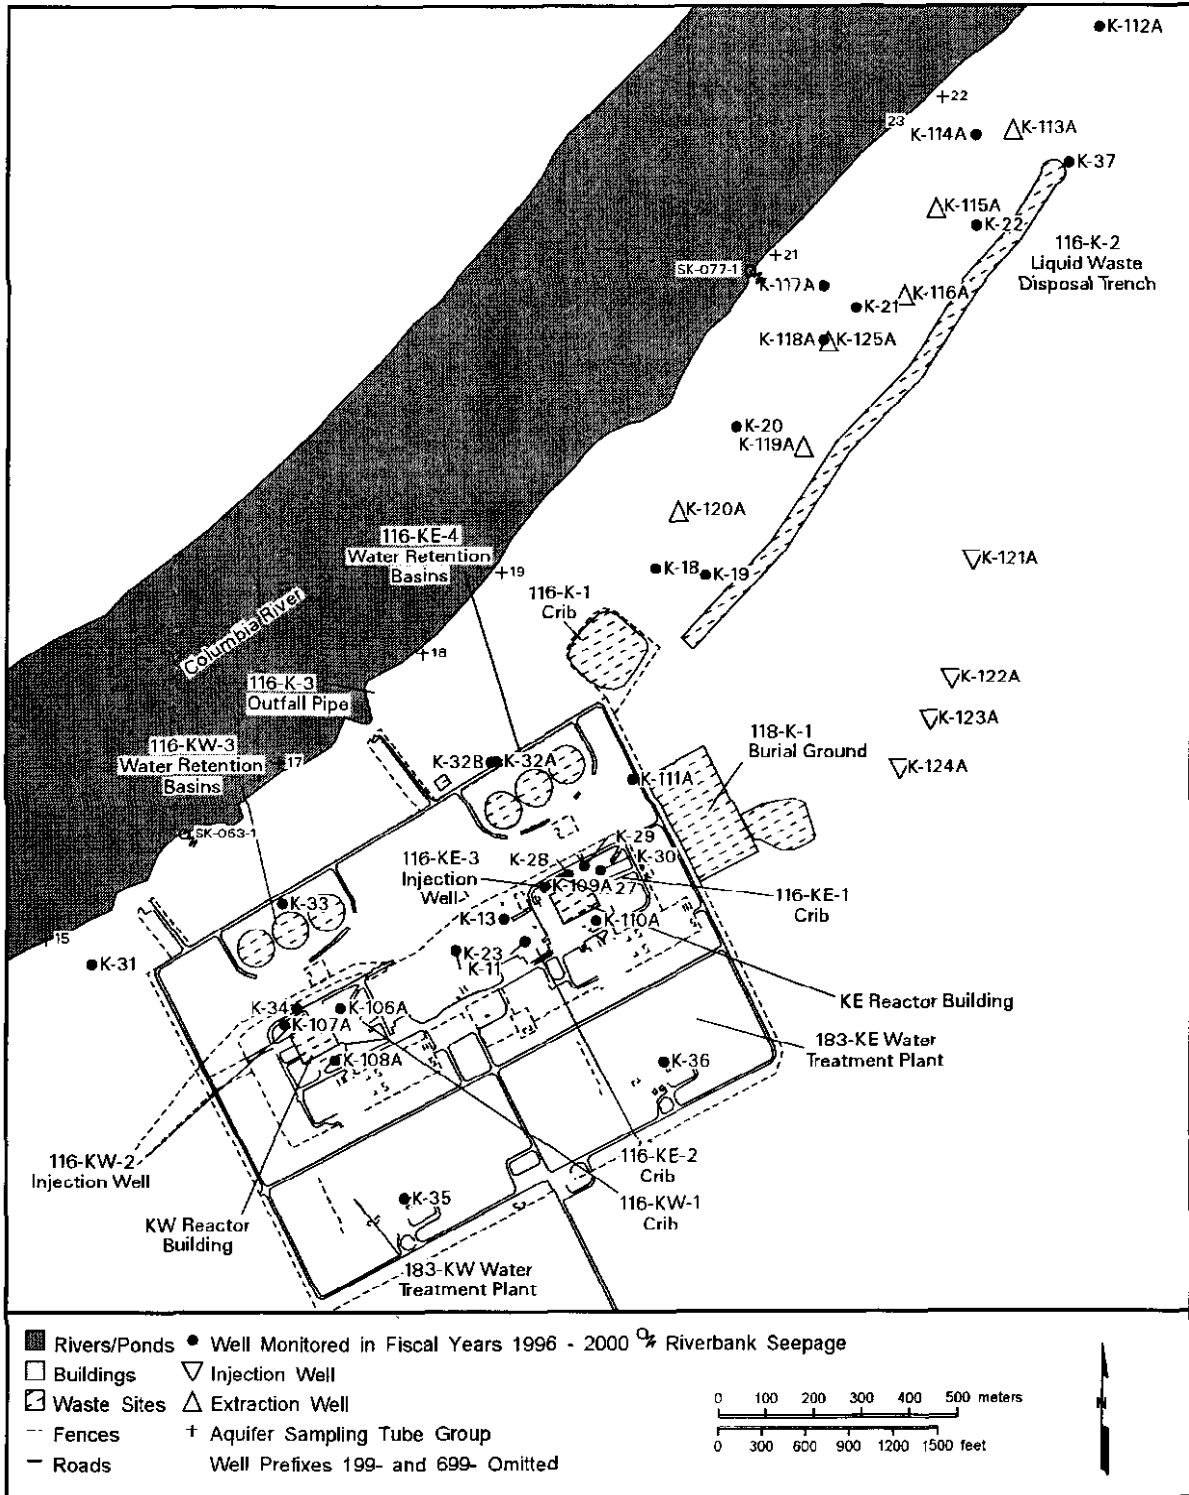 K-112A
22
23
K-114A
K-113A
K-37
K-115A
K-22
116-K-2
Liquid Waste
Disposal Trench
21
SK-077-1
K-117A
K-116A
K-21
K-118A
K-125A
K-20
K-119A
K-120A
116-KE-4
Water Retention
Basins
19
K-18
K-19
K-121A
116-K-1
Crib
Columbia River
18
116-K-3
Outfall Pipe
K-122A
K-123A
118-K-1
Burial Ground
116-KW-3
Water Retention
Basins
17
K-32B
K-32A
K-124A
K-111A
SK-063-1
K-29
116-KE-3
Injection
Well
K-28
K-30
K-109A
27
116-KE-1
Crib
K-33
K-13
K-110A
15
K-31
K-23
K-11
KE Reactor Building
K-34
K-106A
K-107A
183-KE Water
Treatment Plant
K-108A
K-36
116-KW-2
Injection Well
116-KE-2
Crib
K-35
116-KW-1
Crib
KW Reactor
Building
183-KW Water
Treatment Plant
Rivers/Ponds
Well Monitored in Fiscal Years 1996 - 2000
Riverbank Seepage
Buildings
Injection Well
Waste Sites
Extraction Well
Fences
Aquifer Sampling Tube Group
Roads
Well Prefixes 199- and 699- Omitted
0 100 200 300 400 500 meters
0 300 600 900 1200 1500 feet
N